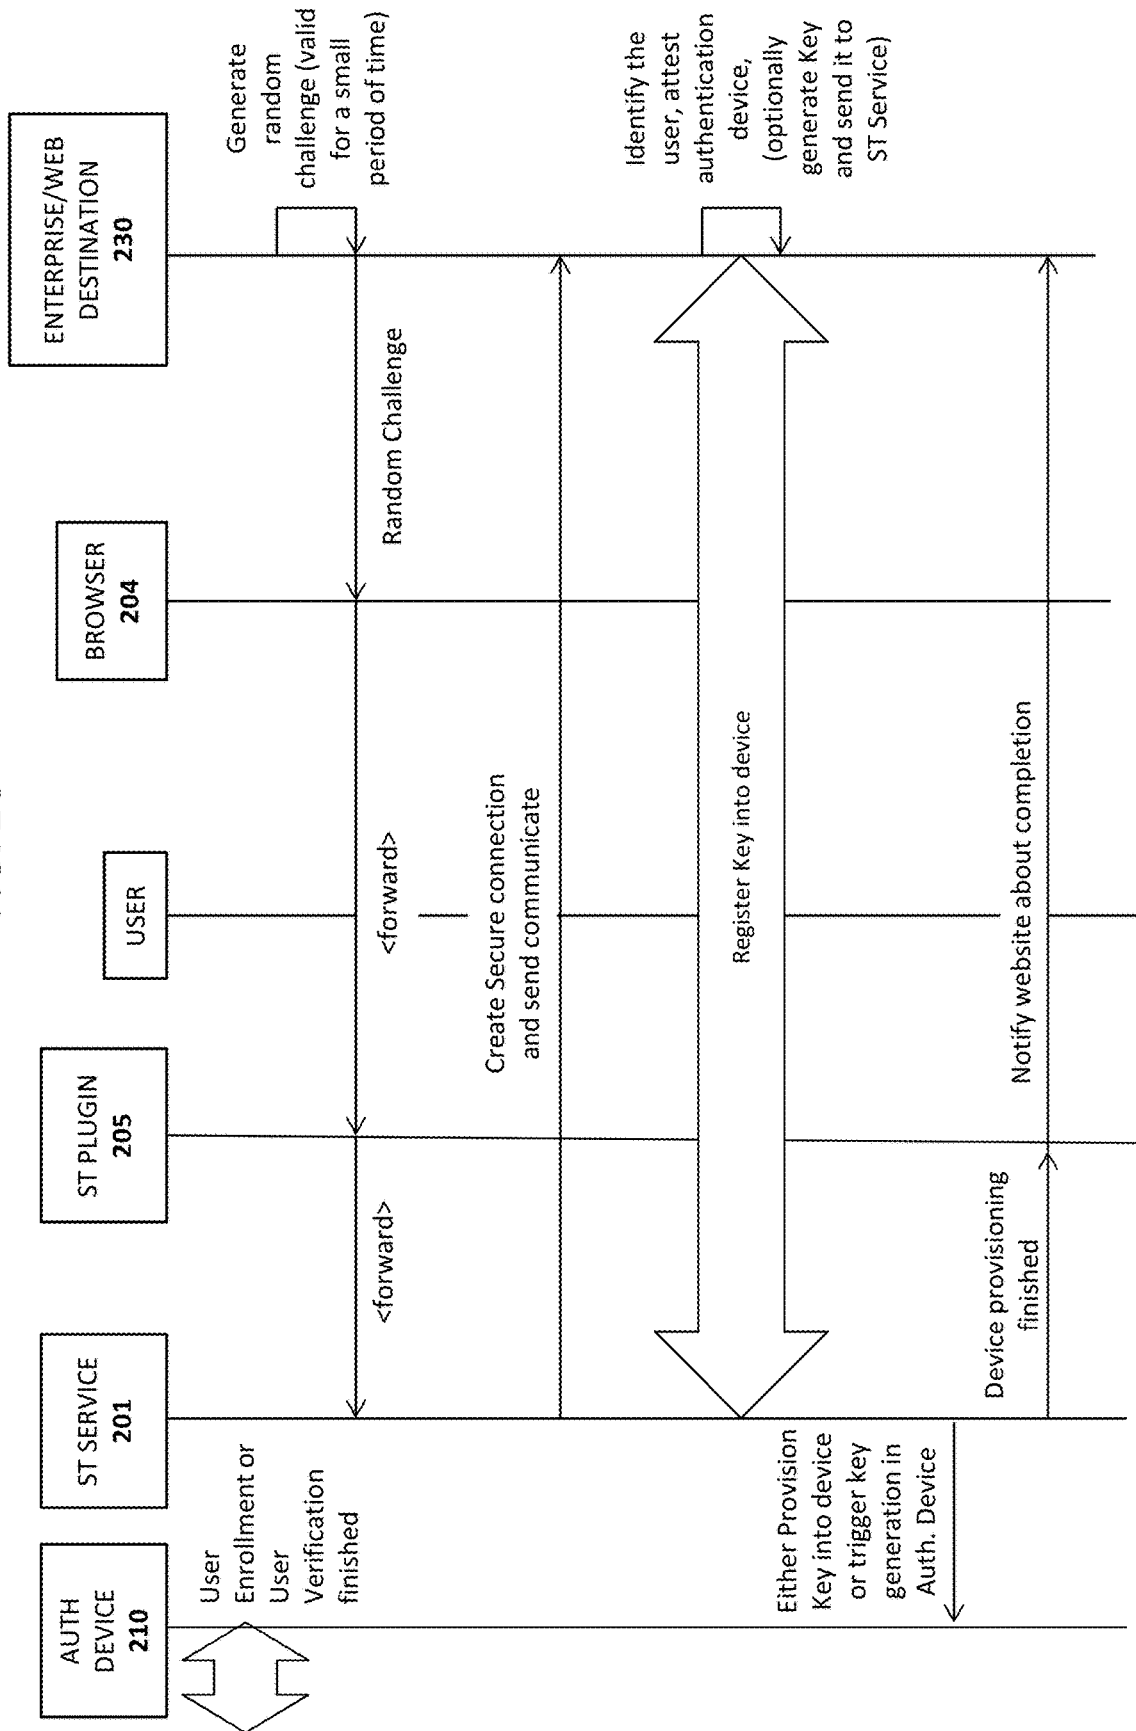 AUTH
DEVICE
210
ST SERVICE
201
ST PLUGIN
205
USER
BROWSER
204
ENTERPRISE/WEB
DESTINATION
230
User
Enrollment or
User
Verification
finished
Generate
random
challenge (valid
for a small
period of time)
Random Challenge
<forward>
<forward>
Create Secure connection
and send communicate
Identify the
user, attest
authentication
device,
(optionally
generate Key
and send it to
ST Service)
Register Key into device
Either Provision
Key into device
or trigger key
generation in
Auth. Device
Device provisioning
finished
Notify website about completion